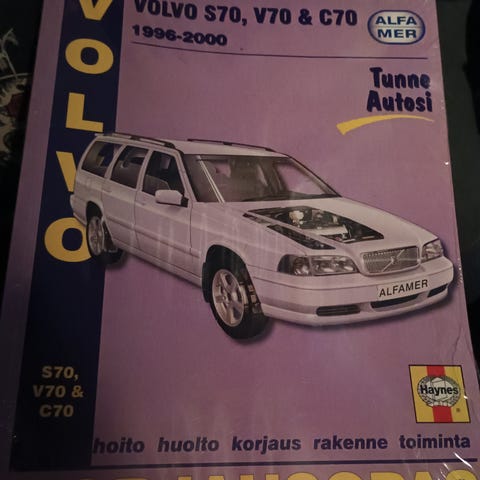 VOLVO
VOLVO S70, V70 & C70
1996-2000
ALFA
MER
Tunne
Autosi
ALFAMER
S70,
V70 &
C70
Haynes
hoito huolto korjaus rakenne toiminta